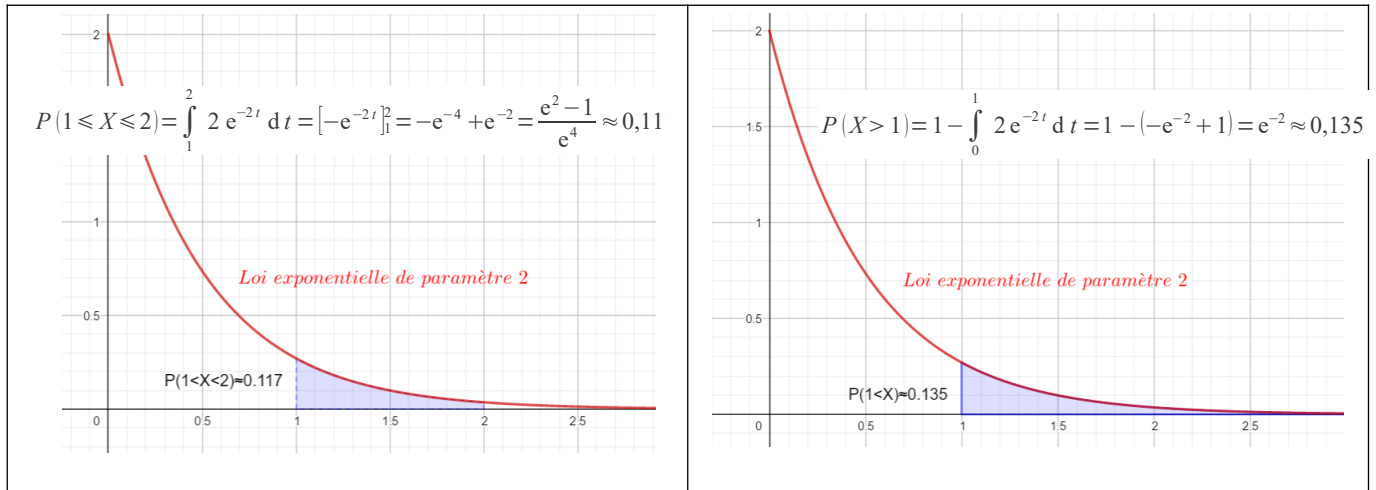 2
P(1⩽X⩽2)=∫₁² 2 e⁻²ᵗ dt=[−e⁻²ᵗ]₁²=−e⁻⁴+e⁻²=(e²−1)/e⁴≈0,11
1
Loi exponentielle de paramètre 2
0.5
P(1<X<2)≈0.117
0 0.5 1 1.5 2 2.5
2
1.5
P(X>1)=1−∫₀¹ 2 e⁻²ᵗ dt=1−(−e⁻²+1)=e⁻²≈0,135
1
Loi exponentielle de paramètre 2
0.5
P(1<X)≈0.135
0 0.5 1 1.5 2 2.5